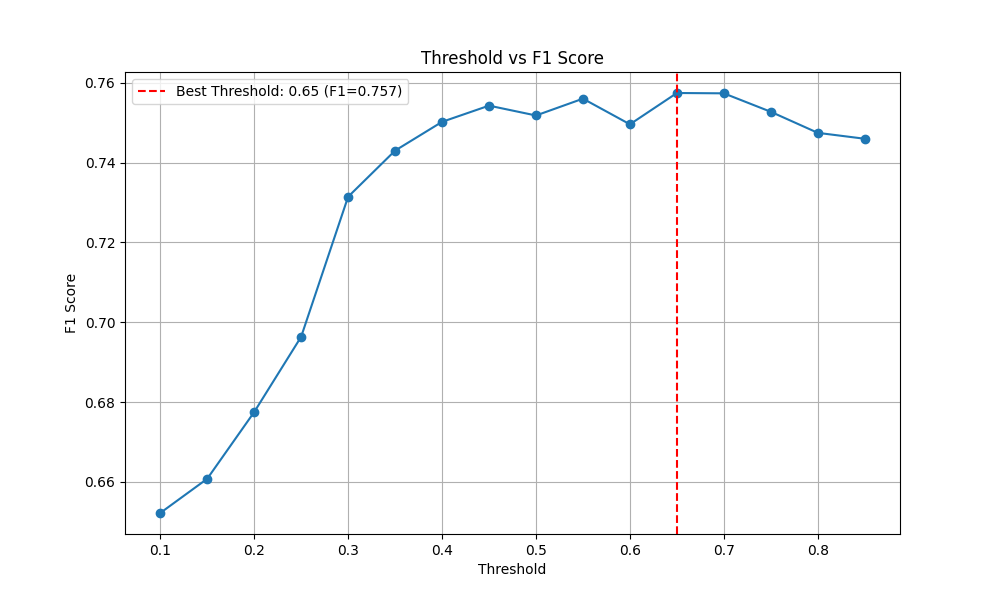 Threshold vs F1 Score
Best Threshold: 0.65 (F1=0.757)
0.76
0.74
0.72
0.70
0.68
0.66
F1 Score
0.1 0.2 0.3 0.4 0.5 0.6 0.7 0.8
Threshold